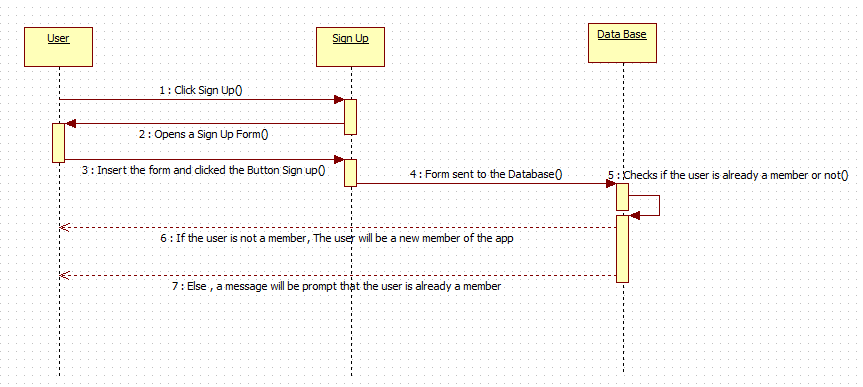 User
Sign Up
Data Base
1 : Click Sign Up()
2 : Opens a Sign Up Form()
3 : Insert the form and clicked the Button Sign up()
4 : Form sent to the Database()
5 : Checks if the user is already a member or not()
6 : If the user is not a member, The user will be a new member of the app
7 : Else , a message will be prompt that the user is already a member